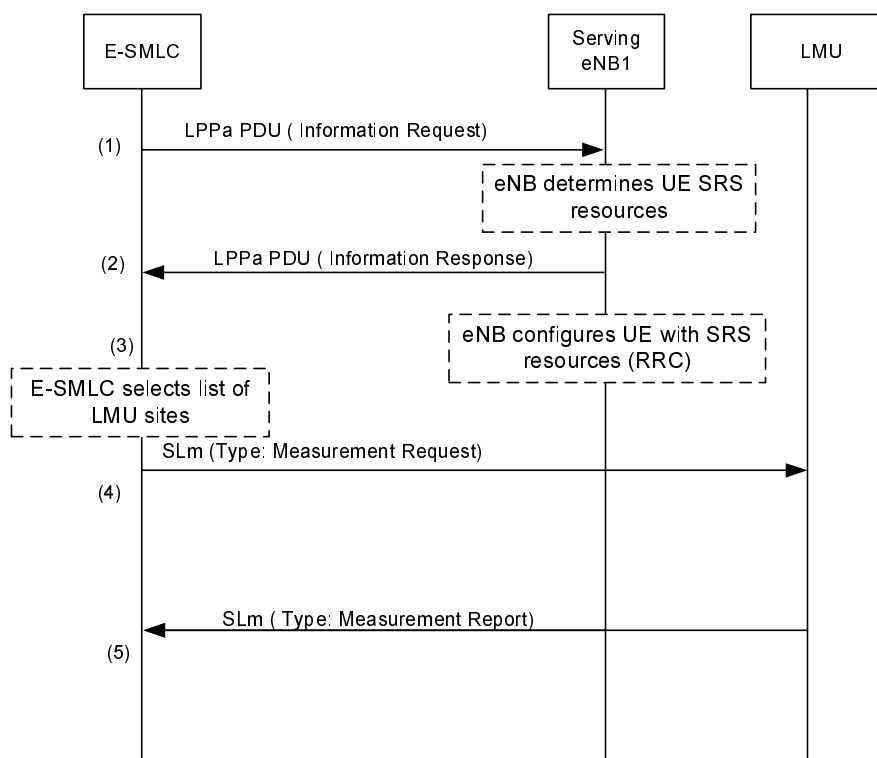 E-SMLC
Serving
eNB1
LMU
LPPa PDU ( Information Request)
(1)
eNB determines UE SRS
resources
LPPa PDU ( Information Response)
(2)
eNB configures UE with SRS
resources (RRC)
(3)
E-SMLC selects list of
LMU sites
SLm (Type: Measurement Request)
(4)
SLm ( Type: Measurement Report)
(5)